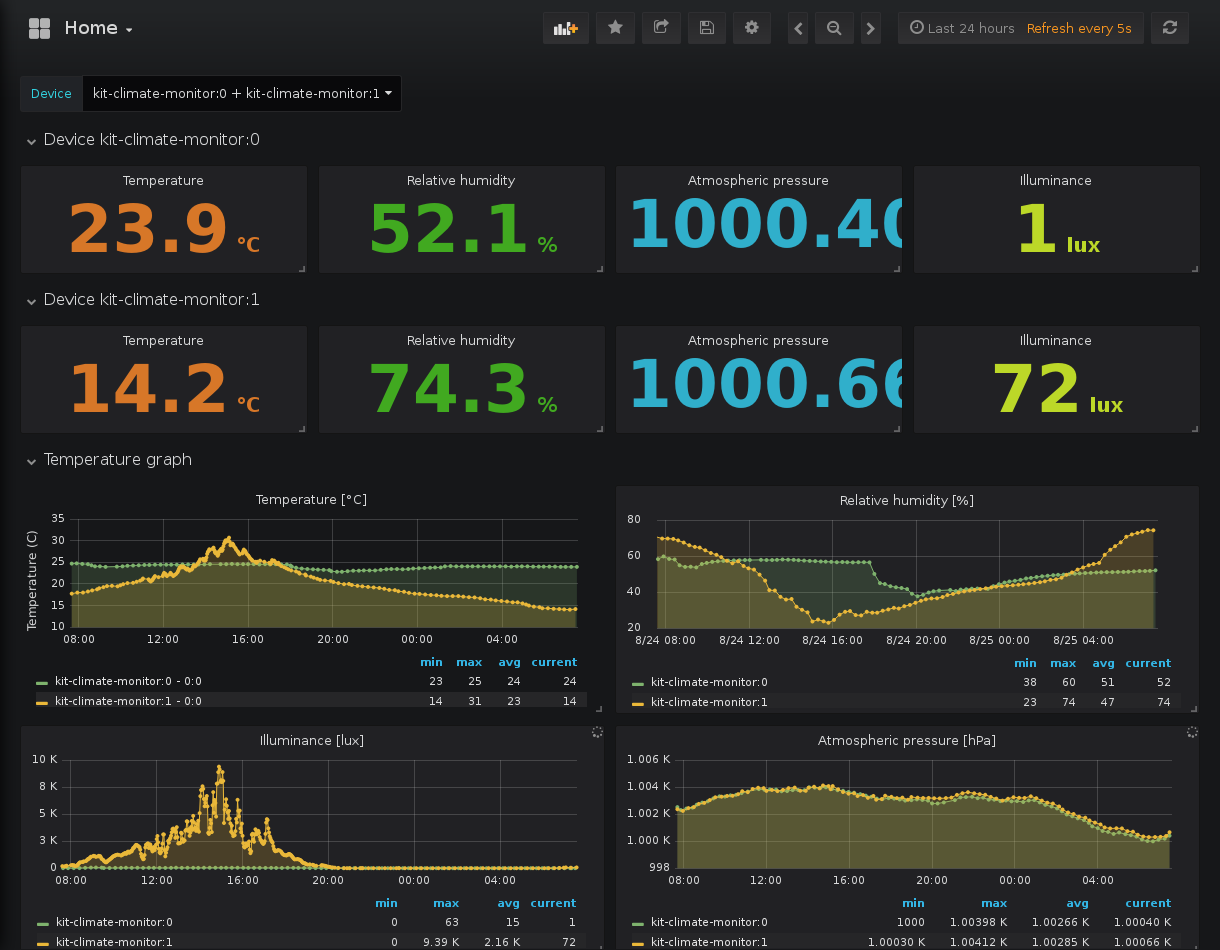 Home
Last 24 hours Refresh every 5s
Device kit-climate-monitor:0 + kit-climate-monitor:1
Device kit-climate-monitor:0
Temperature Relative humidity Atmospheric pressure Illuminance
23.9 °C 52.1 % 1000.40 1 lux
Device kit-climate-monitor:1
Temperature Relative humidity Atmospheric pressure Illuminance
14.2 °C 74.3 % 1000.66 72 lux
Temperature graph
Temperature [°C]
Temperature (C)
35
30
25
20
15
10
08:00 12:00 16:00 20:00 00:00 04:00
min max avg current
kit-climate-monitor:0 - 0:0 23 25 24 24
kit-climate-monitor:1 - 0:0 14 31 23 14
Relative humidity [%]
80
60
40
20
8/24 08:00 8/24 12:00 8/24 16:00 8/24 20:00 8/25 00:00 8/25 04:00
min max avg current
kit-climate-monitor:0 38 60 51 52
kit-climate-monitor:1 23 74 47 74
Illuminance [lux]
10 K
8 K
5 K
3 K
0
08:00 12:00 16:00 20:00 00:00 04:00
min max avg current
kit-climate-monitor:0 0 63 15 1
kit-climate-monitor:1 0 9.39 K 2.16 K 72
Atmospheric pressure [hPa]
1.006 K
1.004 K
1.002 K
1.000 K
998
08:00 12:00 16:00 20:00 00:00 04:00
min max avg current
kit-climate-monitor:0 1000 1.00398 K 1.00266 K 1.00040 K
kit-climate-monitor:1 1.00030 K 1.00412 K 1.00285 K 1.00066 K